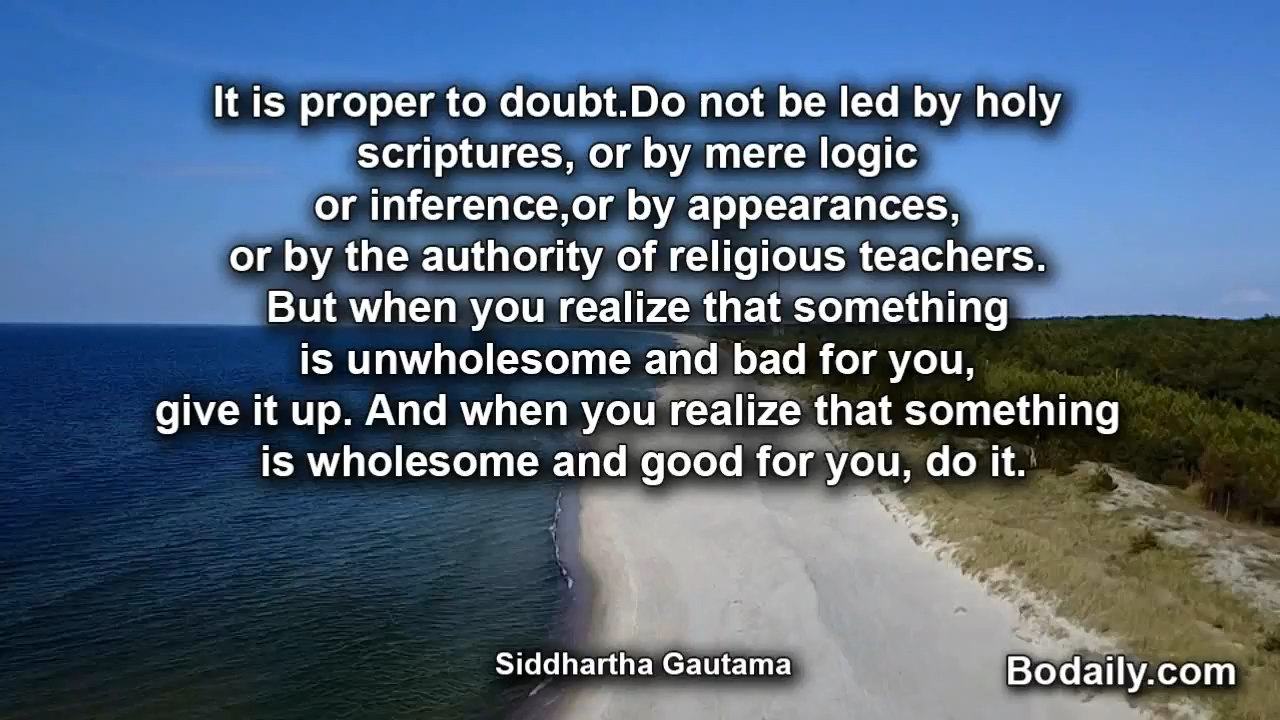 It is proper to doubt.Do not be led by holy
scriptures, or by mere logic
or inference,or by appearances,
or by the authority of religious teachers.
But when you realize that something
is unwholesome and bad for you,
give it up. And when you realize that something
is wholesome and good for you, do it.
Siddhartha Gautama
Bodaily.com